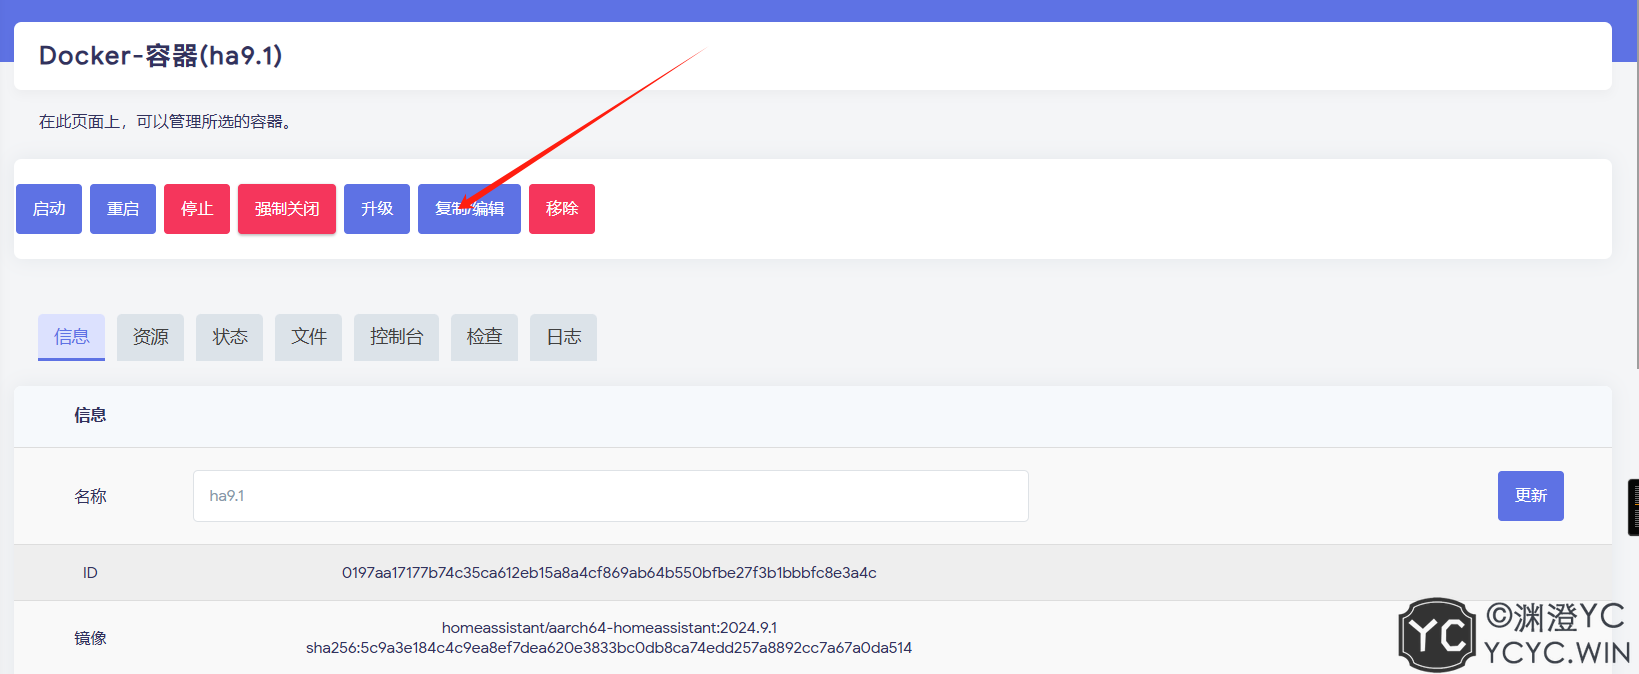 Docker-容器(ha9.1)
在此页面上，可以管理所选的容器。
启动 重启 停止 强制关闭 升级 复制/编辑 移除
信息 资源 状态 文件 控制台 检查 日志
信息
名称 ha9.1 更新
ID 0197aa17177b74c35ca612eb15a8a4cf869ab64b550bfbe27f3b1bbbfc8e3a4c
镜像 homeassistant/aarch64-homeassistant:2024.9.1
sha256:5c9a3e184c4c9ea8ef7dea620e3833bc0db8ca74edd257a8892cc7a67a0da514
YC ©渊澄YC
YCYC.WIN